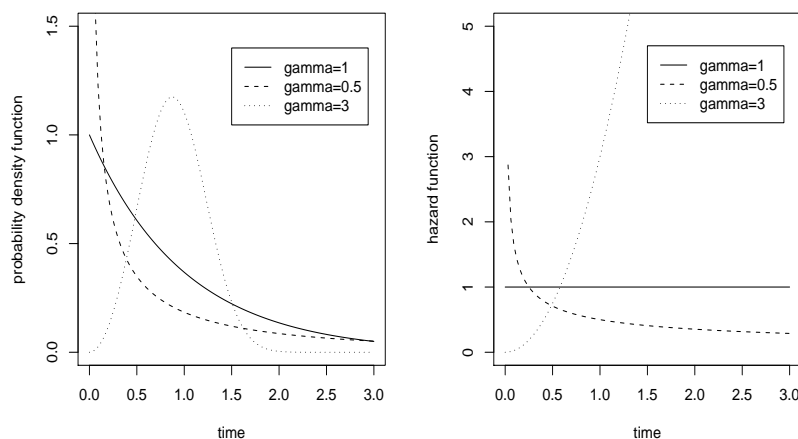 probability density function
1.5
1.0
0.5
0.0
gamma=1
gamma=0.5
gamma=3
0.0 0.5 1.0 1.5 2.0 2.5 3.0
time
hazard function
5
4
3
2
1
0
gamma=1
gamma=0.5
gamma=3
0.0 0.5 1.0 1.5 2.0 2.5 3.0
time